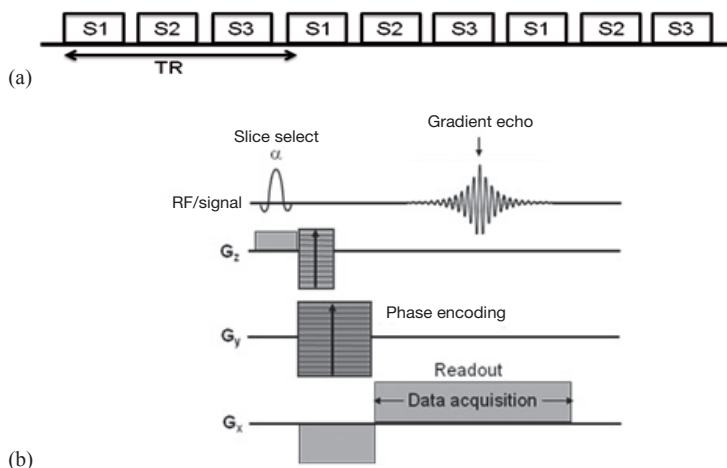 S1 S2 S3 S1 S2 S3 S1 S2 S3
TR
(a)
Gradient echo
Slice select
α
RF/signal
Gz
Phase encoding
Gy
Readout
Data acquisition
Gx
(b)